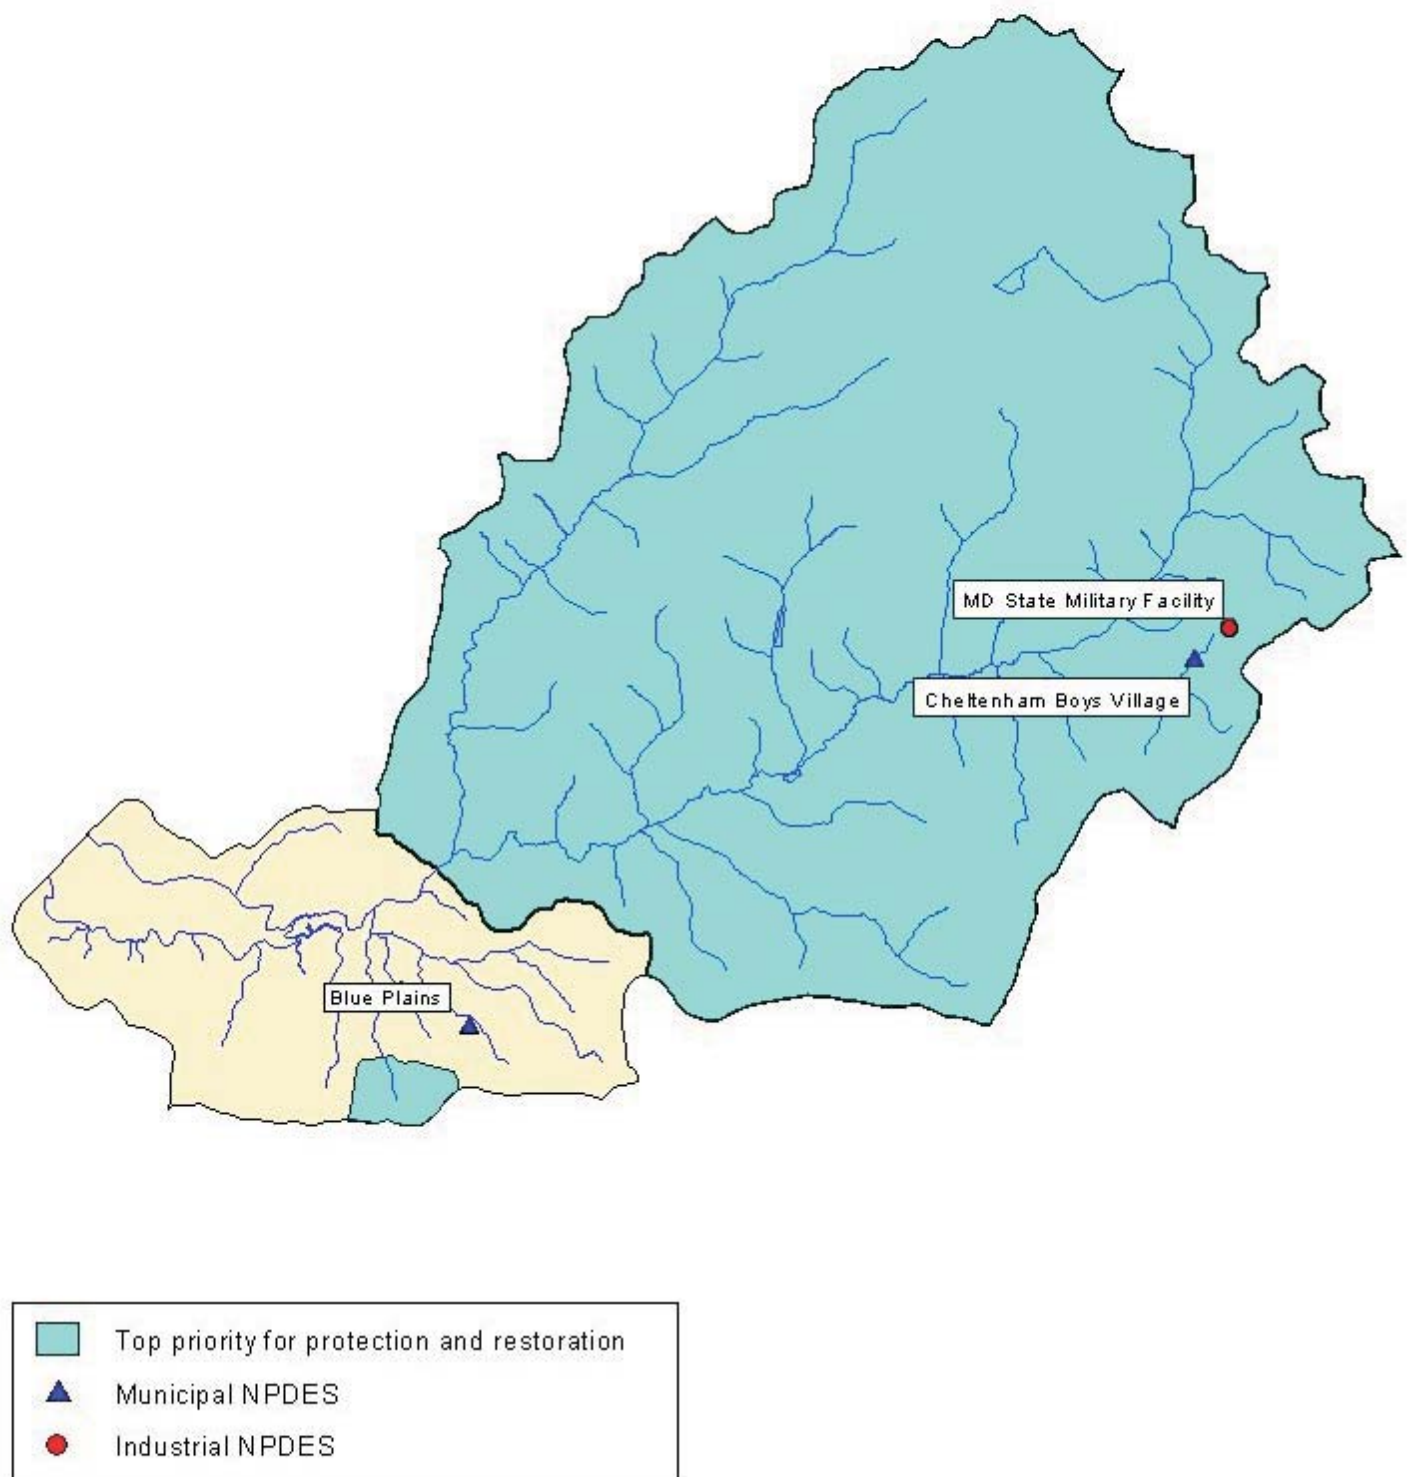 MD State Military Facility
Cheltenham Boys Village
Blue Plains
Top priority for protection and restoration
Municipal NPDES
Industrial NPDES